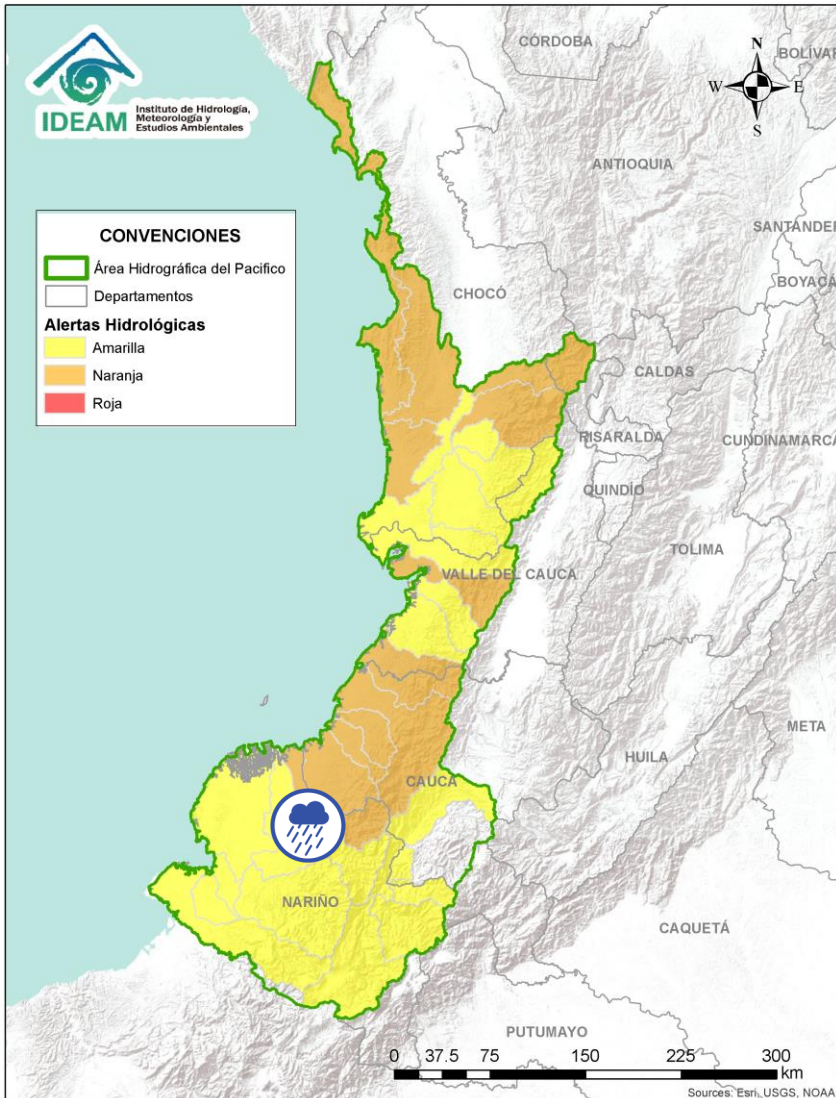 IDEAM
Instituto de Hidrología,
Meteorología y
Estudios Ambientales
CÓRDOBA
BOLÍVAR
N
W
E
S
ANTIOQUIA
SANTANDER
BOYACÁ
CONVENCIONES
Área Hidrográfica del Pacifico
Departamentos
Alertas Hidrológicas
Amarilla
Naranja
Roja
CHOCÓ
CALDAS
RISARALDA
CUNDINAMARCA
QUINDÍO
TOLIMA
VALLE DEL CAUCA
META
HUILA
CAUCA
NARIÑO
CAQUETÁ
PUTUMAYO
0 37.5 75 150 225 300
km
Sources: Esri, USGS, NOAA